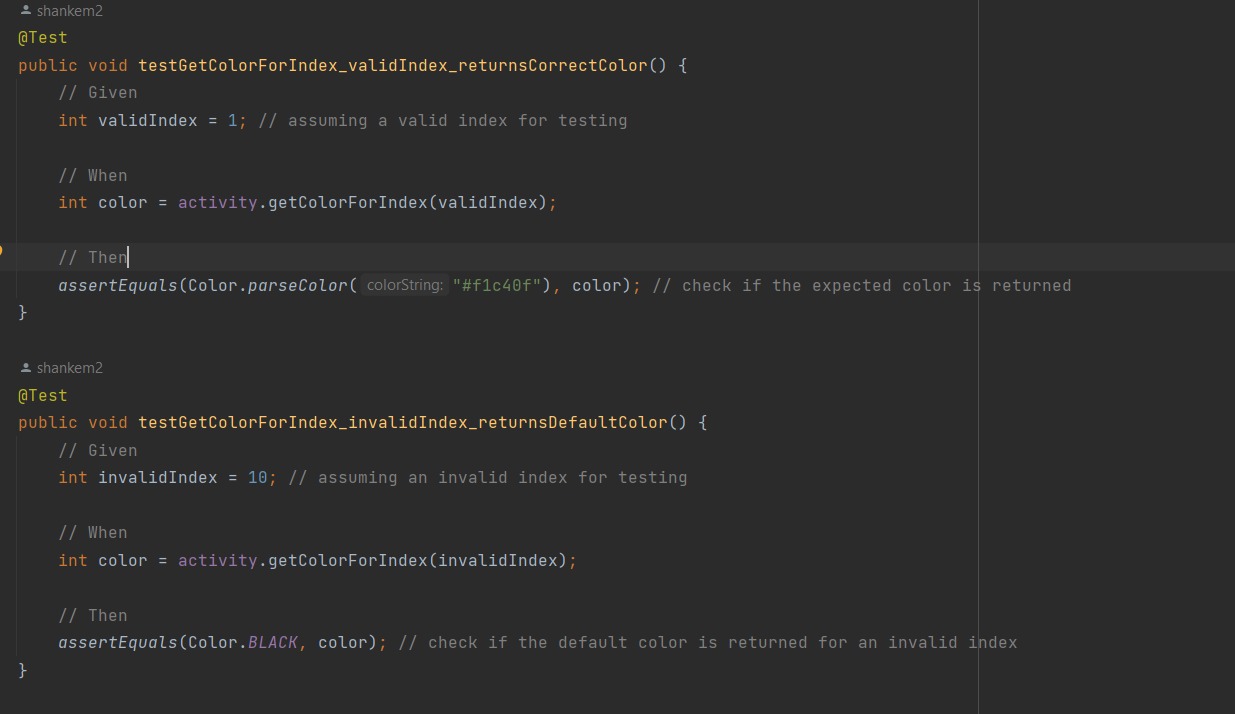 shankem2
@Test
public void testGetColorForIndex_validIndex_returnsCorrectColor() {
// Given
int validIndex = 1; // assuming a valid index for testing
// When
int color = activity.getColorForIndex(validIndex);
// Then
assertEquals(Color.parseColor( colorString: "#f1c40f"), color); // check if the expected color is returned
}
shankem2
@Test
public void testGetColorForIndex_invalidIndex_returnsDefaultColor() {
// Given
int invalidIndex = 10; // assuming an invalid index for testing
// When
int color = activity.getColorForIndex(invalidIndex);
// Then
assertEquals(Color.BLACK, color); // check if the default color is returned for an invalid index
}